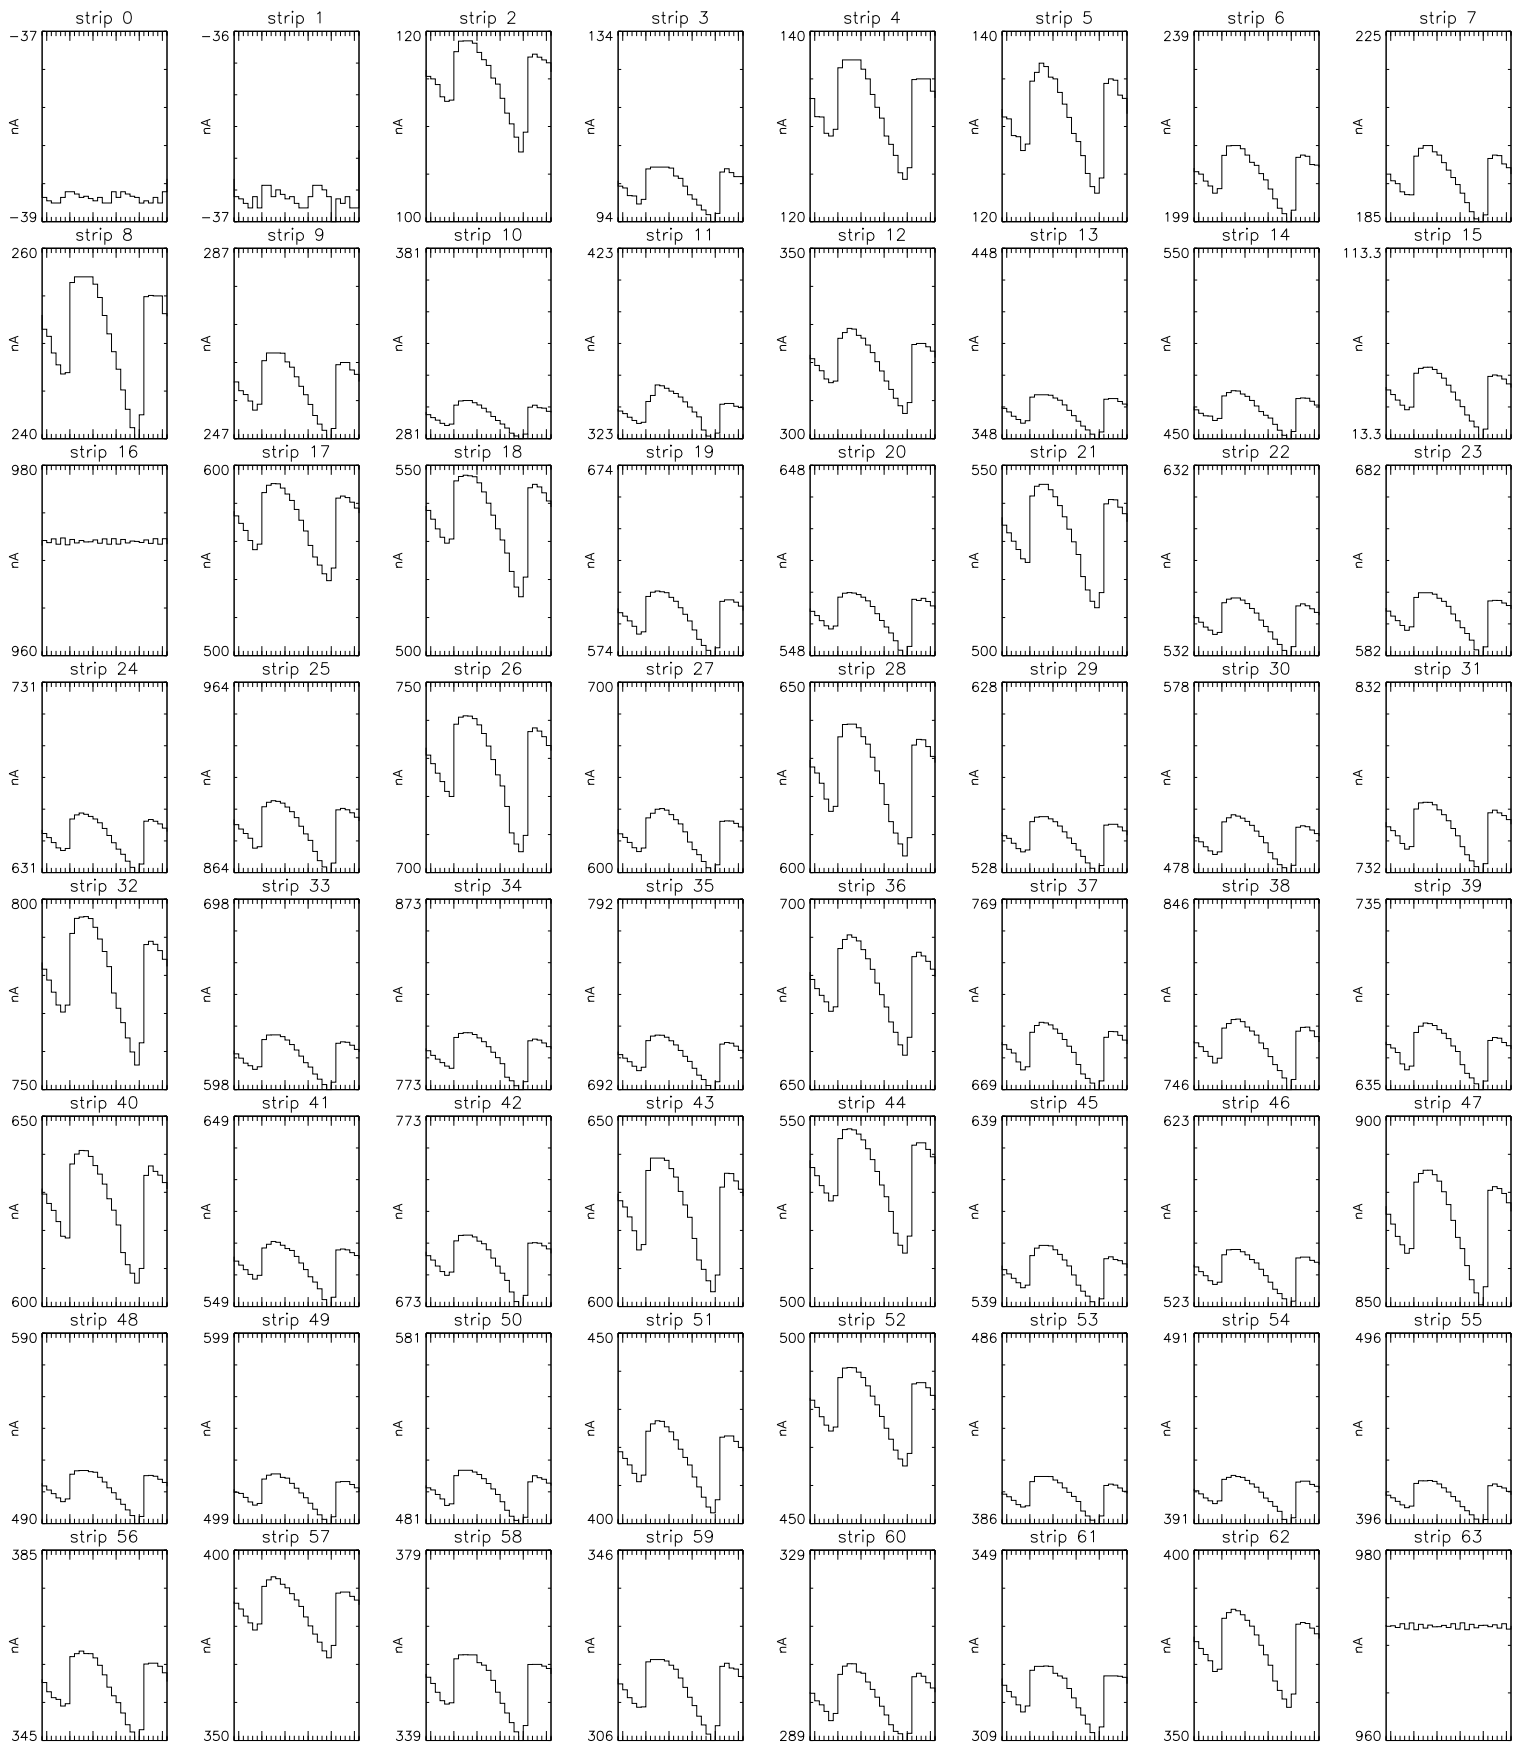 strip 0 strip 1 strip 2 strip 3 strip 4 strip 5 strip 6 strip 7
-37 -36 120 134 140 140 239 225
nA nA nA nA nA nA nA nA
-39 -37 100 94 120 120 199 185
strip 8 strip 9 strip 10 strip 11 strip 12 strip 13 strip 14 strip 15
260 287 381 423 350 448 550 113.3
nA nA nA nA nA nA nA nA
240 247 281 323 300 348 450 13.3
strip 16 strip 17 strip 18 strip 19 strip 20 strip 21 strip 22 strip 23
980 600 550 674 648 550 632 682
nA nA nA nA nA nA nA nA
960 500 500 574 548 500 532 582
strip 24 strip 25 strip 26 strip 27 strip 28 strip 29 strip 30 strip 31
731 964 750 700 650 628 578 832
nA nA nA nA nA nA nA nA
631 864 700 600 600 528 478 732
strip 32 strip 33 strip 34 strip 35 strip 36 strip 37 strip 38 strip 39
800 698 873 792 700 769 846 735
nA nA nA nA nA nA nA nA
750 598 773 692 650 669 746 635
strip 40 strip 41 strip 42 strip 43 strip 44 strip 45 strip 46 strip 47
650 649 773 650 550 639 623 900
nA nA nA nA nA nA nA nA
600 549 673 600 500 539 523 850
strip 48 strip 49 strip 50 strip 51 strip 52 strip 53 strip 54 strip 55
590 599 581 450 500 486 491 496
nA nA nA nA nA nA nA nA
490 499 481 400 450 386 391 396
strip 56 strip 57 strip 58 strip 59 strip 60 strip 61 strip 62 strip 63
385 400 379 346 329 349 400 980
nA nA nA nA nA nA nA nA
345 350 339 306 289 309 350 960